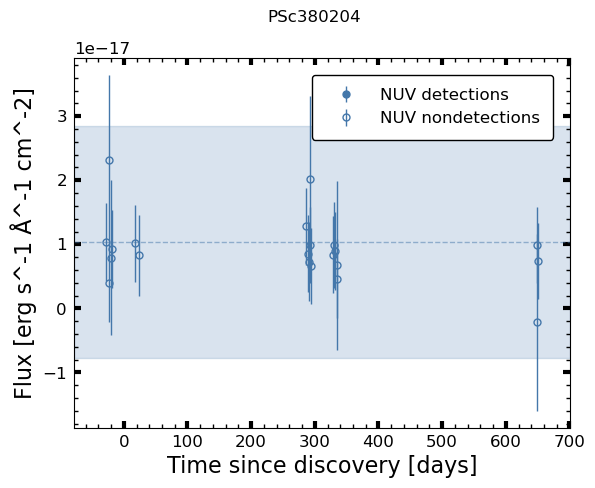 PSc380204
1e−17
NUV detections
NUV nondetections
Flux [erg s^-1 Å^-1 cm^-2]
3
2
1
0
−1
0 100 200 300 400 500 600 700
Time since discovery [days]